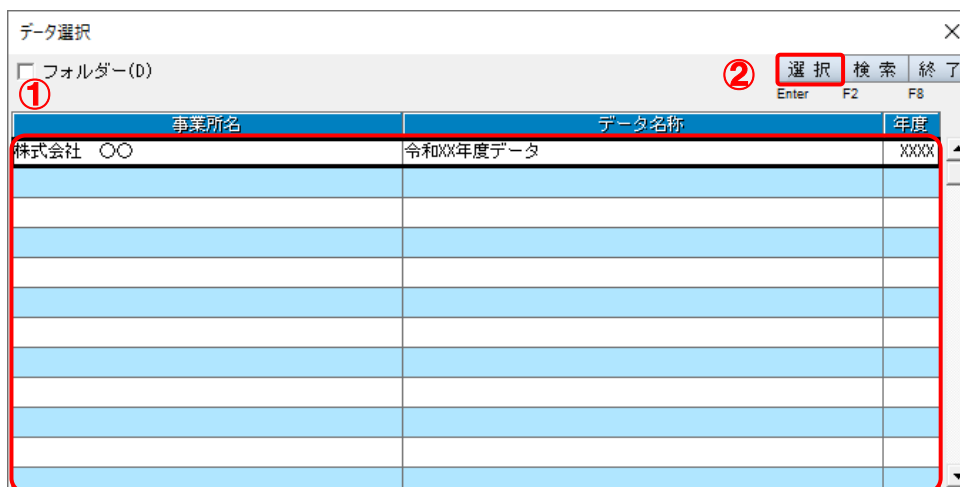 データ選択
フォルダー(D)
② 選択 検索 終了
① Enter F2 F8
事業所名 データ名称 年度
株式会社 ○○ 令和XX年度データ XXXX